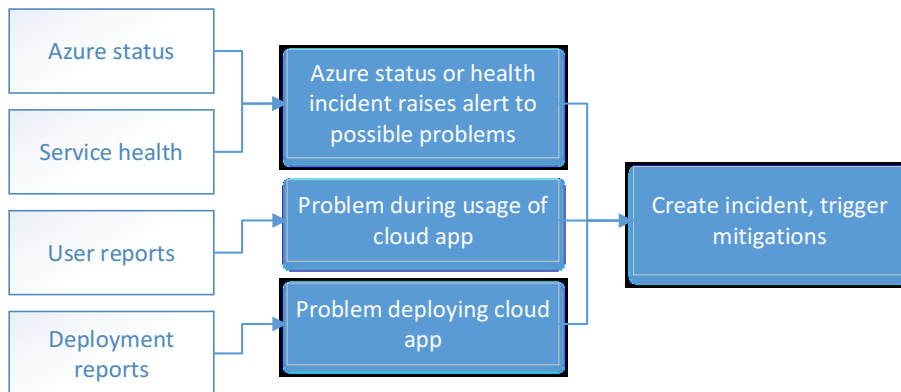 Azure status
Service health
User reports
Deployment
reports
Azure status or health
incident raises alert to
possible problems
Problem during usage of
cloud app
Problem deploying cloud
app
Create incident, trigger
mitigations